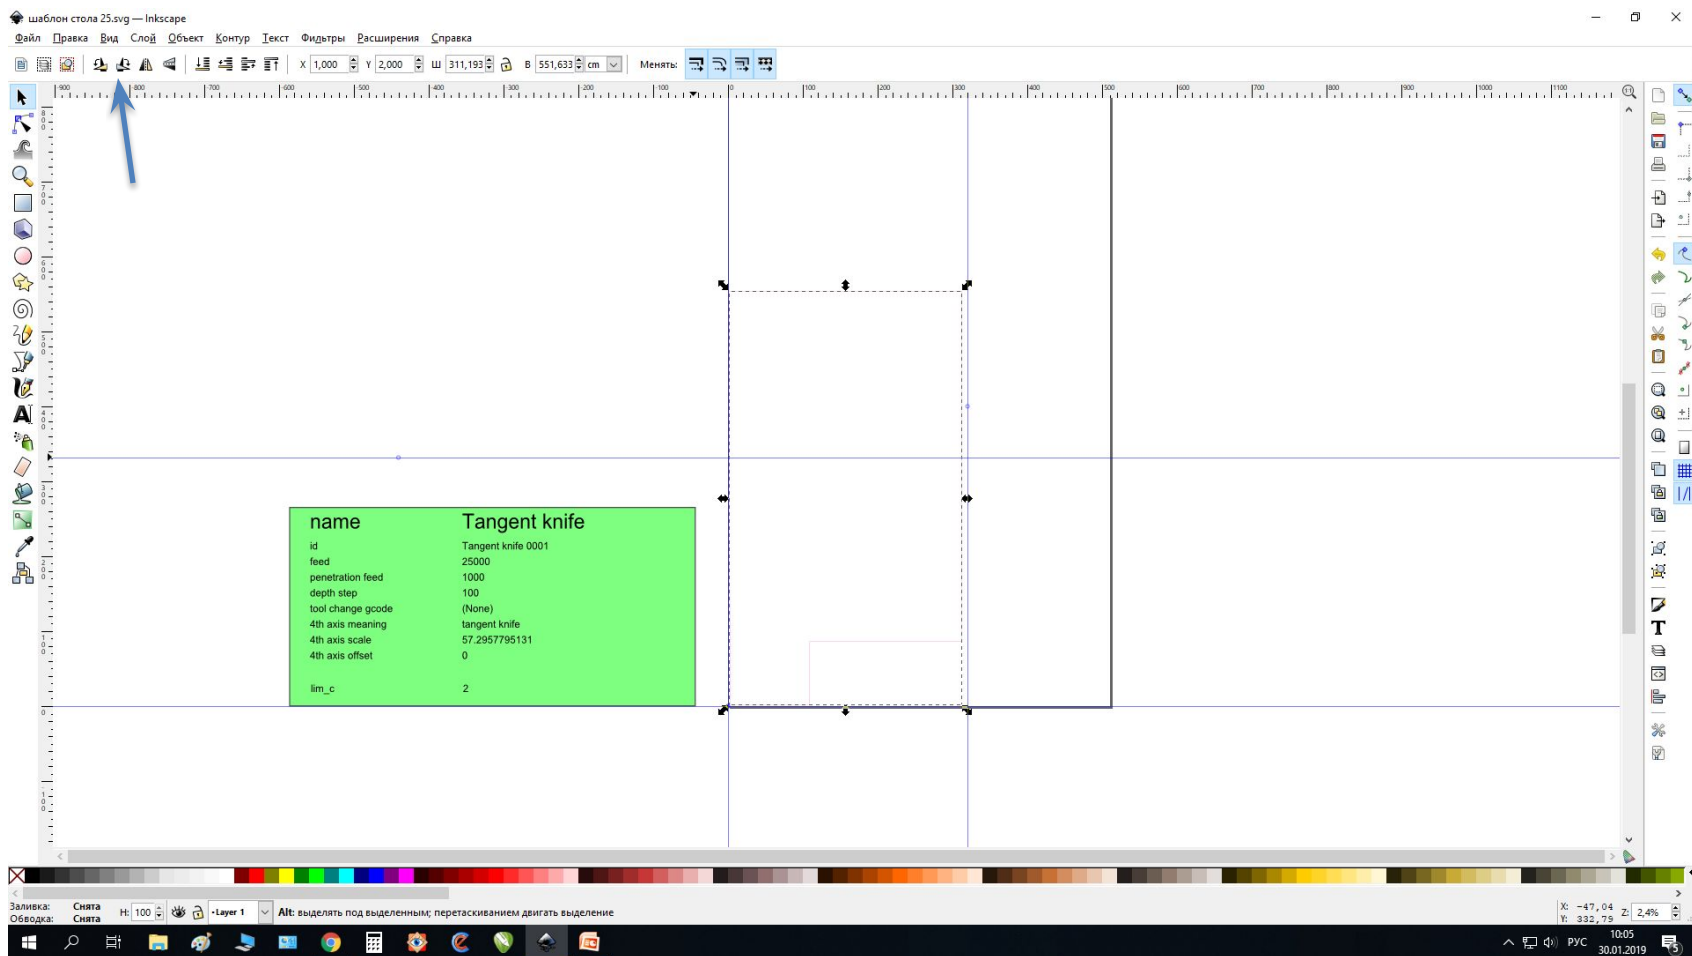 шаблон стола 25.svg — Inkscape
Файл Правка Вид Слой Объект Контур Текст Фильтры Расширения Справка
X 1,000 Y 2,000 Ш 311,193 В 551,633 cm Менять:
name Tangent knife
id Tangent knife 0001
feed 25000
penetration feed 1000
depth step 100
tool change gcode (None)
4th axis meaning tangent knife
4th axis scale 57.2957795131
4th axis offset 0
lim_c 2
Заливка: Снята
Обводка: Снята
Н: 100 •Layer 1 Alt: выделять под выделенным; перетаскиванием двигать выделение
X: -47,04
Y: 332,79
Z: 2,4%
РУС
10:05
30.01.2019